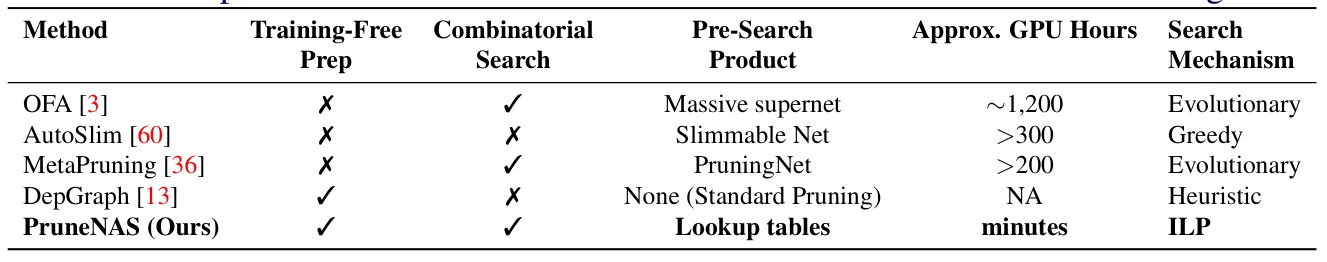 Method Training-Free Combinatorial Pre-Search Approx. GPU Hours Search
Prep Search Product Mechanism
OFA [3] ✗ ✓ Massive supernet ~1,200 Evolutionary
AutoSlim [60] ✗ ✗ Slimmable Net >300 Greedy
MetaPruning [36] ✗ ✓ PruningNet >200 Evolutionary
DepGraph [13] ✓ ✗ None (Standard Pruning) NA Heuristic
PruneNAS (Ours) ✓ ✓ Lookup tables minutes ILP